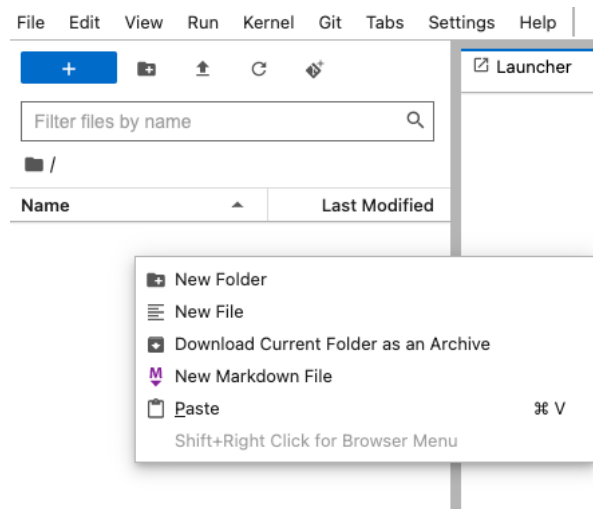 File Edit View Run Kernel Git Tabs Settings Help
+
Launcher
Filter files by name
/
Name Last Modified
New Folder
New File
Download Current Folder as an Archive
M New Markdown File
Paste ⌘ V
Shift+Right Click for Browser Menu